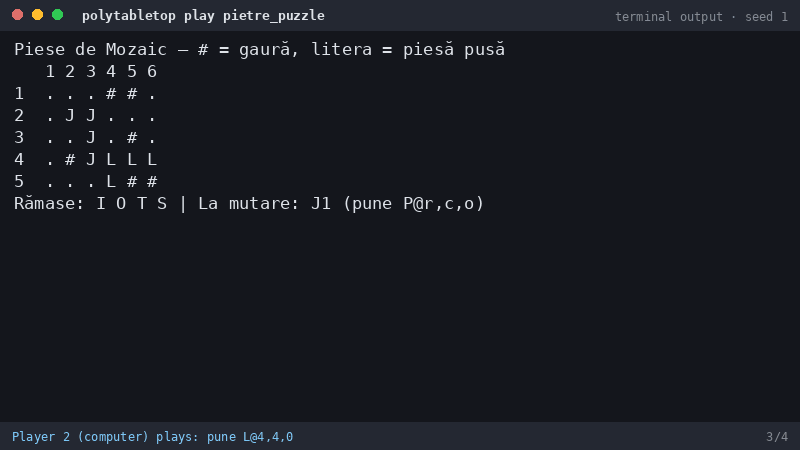 polytabletop play pietre_puzzle
terminal output · seed 1
Piese de Mozaic — # = gaură, litera = piesă pusă
1 2 3 4 5 6
1 . . . # # .
2 . J J . . .
3 . . J . # .
4 . # J L L L
5 . . . L # #
Rămase: I O T S | La mutare: J1 (pune P@r,c,o)
Player 2 (computer) plays: pune L@4,4,0
3/4